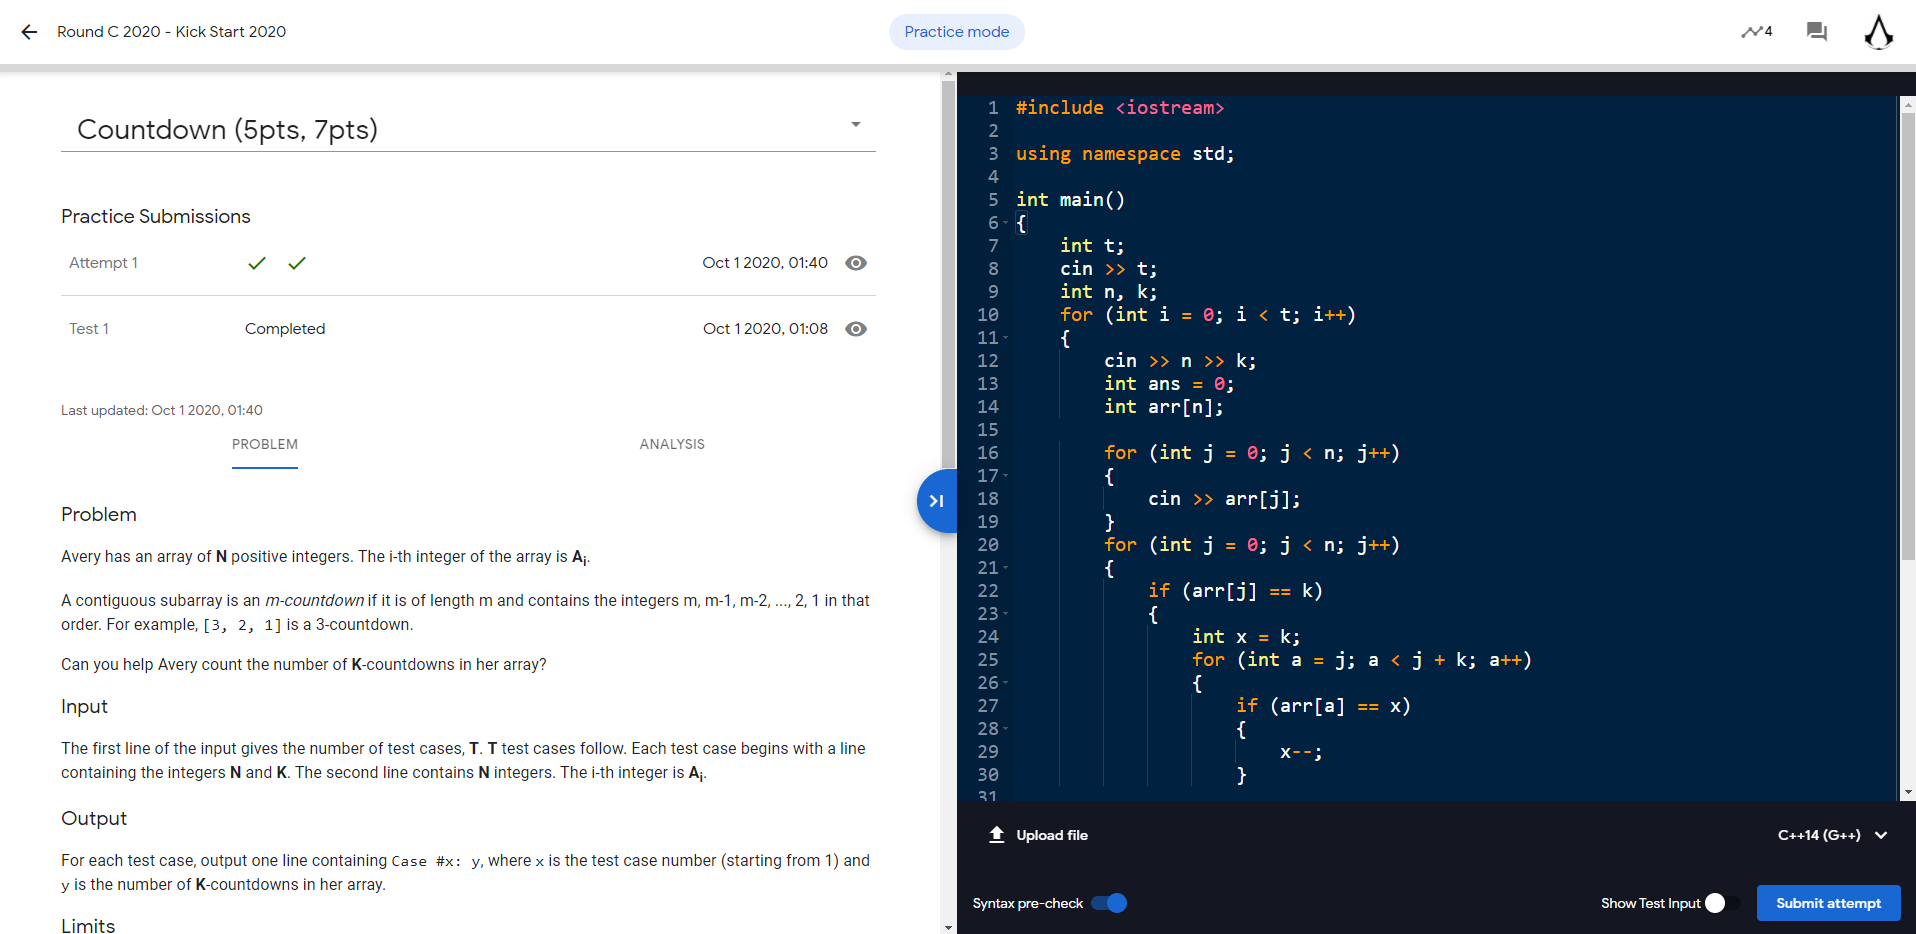 Round C 2020 - Kick Start 2020
Practice mode
4
Countdown (5pts, 7pts)
Practice Submissions
Attempt 1
Oct 1 2020, 01:40
Test 1
Completed
Oct 1 2020, 01:08
Last updated: Oct 1 2020, 01:40
PROBLEM
ANALYSIS
Problem
Avery has an array of N positive integers. The i-th integer of the array is Ai.
A contiguous subarray is an m-countdown if it is of length m and contains the integers m, m-1, m-2, ..., 2, 1 in that
order. For example, [3, 2, 1] is a 3-countdown.
Can you help Avery count the number of K-countdowns in her array?
Input
The first line of the input gives the number of test cases, T. T test cases follow. Each test case begins with a line
containing the integers N and K. The second line contains N integers. The i-th integer is Ai.
Output
For each test case, output one line containing Case #x: y, where x is the test case number (starting from 1) and
y is the number of K-countdowns in her array.
Limits
1 #include <iostream>
2
3 using namespace std;
4
5 int main()
6 {
7     int t;
8     cin >> t;
9     int n, k;
10     for (int i = 0; i < t; i++)
11     {
12         cin >> n >> k;
13         int ans = 0;
14         int arr[n];
15
16         for (int j = 0; j < n; j++)
17         {
18             cin >> arr[j];
19         }
20         for (int j = 0; j < n; j++)
21         {
22             if (arr[j] == k)
23             {
24                 int x = k;
25                 for (int a = j; a < j + k; a++)
26                 {
27                     if (arr[a] == x)
28                     {
29                         x--;
30                     }
31
Upload file
C++14 (G++)
Syntax pre-check
Show Test Input
Submit attempt